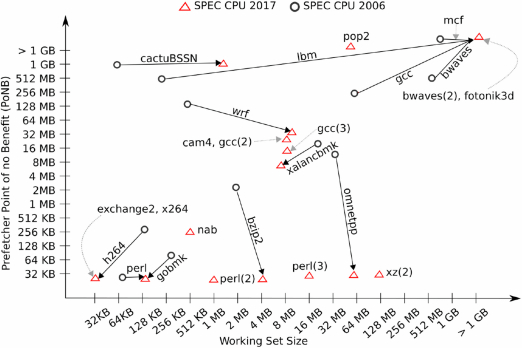 SPEC CPU 2017 SPEC CPU 2006
mcf
pop2
> 1 GB
cactuBSSN
lbm
1 GB
512 MB
gcc
bwaves
256 MB
bwaves(2), fotonik3d
128 MB
wrf
64 MB
32 MB
cam4, gcc(2)
gcc(3)
16 MB
8MB
xalancbmk
4 MB
2 MB
omnetpp
1 MB
exchange2, x264
512 KB
bzip2
256 KB
nab
128 KB
h264
64 KB
perl
gobmk
32 KB
perl(2)
perl(3)
xz(2)
Prefetcher Point of no Benefit (PoNB)
32KB 64KB 128 KB 256 KB 512 KB 1 MB 2 MB 4 MB 8 MB 16 MB 32 MB 64 MB 128 MB 256 MB 512 MB 1 GB > 1 GB
Working Set Size